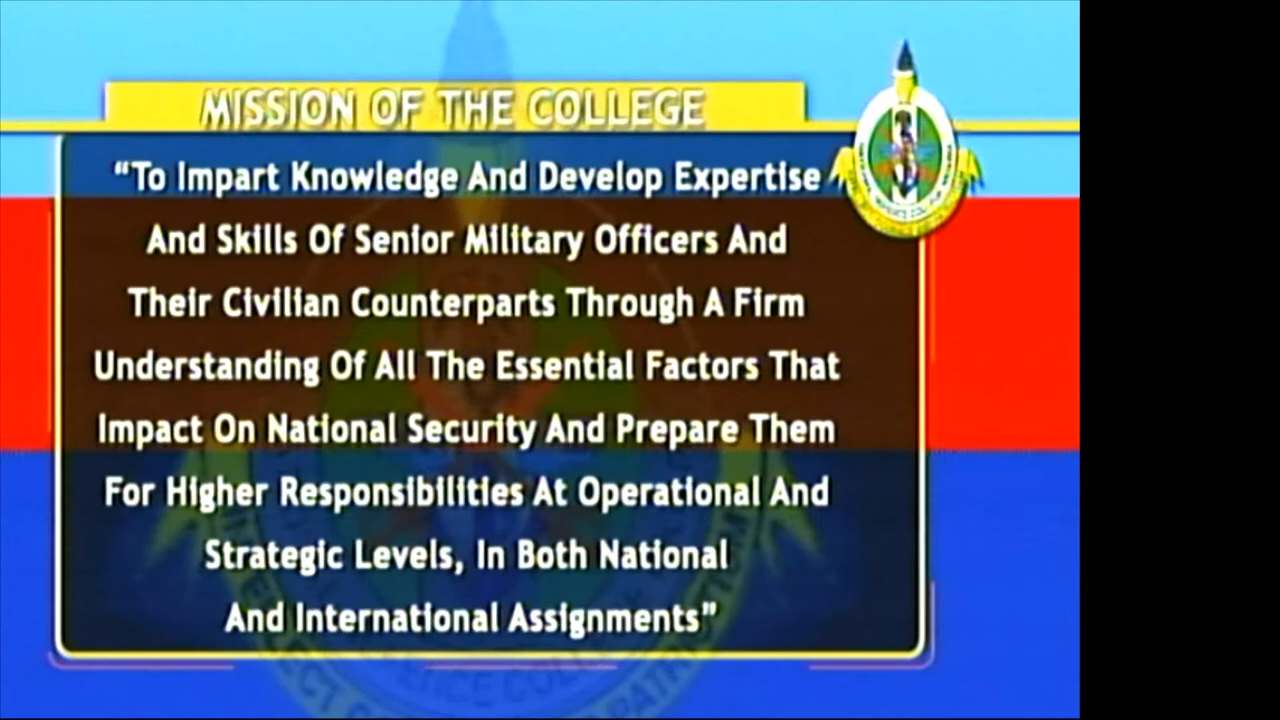 MISSION OF THE COLLEGE
“To Impart Knowledge And Develop Expertise
And Skills Of Senior Military Officers And
Their Civilian Counterparts Through A Firm
Understanding Of All The Essential Factors That
Impact On National Security And Prepare Them
For Higher Responsibilities At Operational And
Strategic Levels, In Both National
And International Assignments”